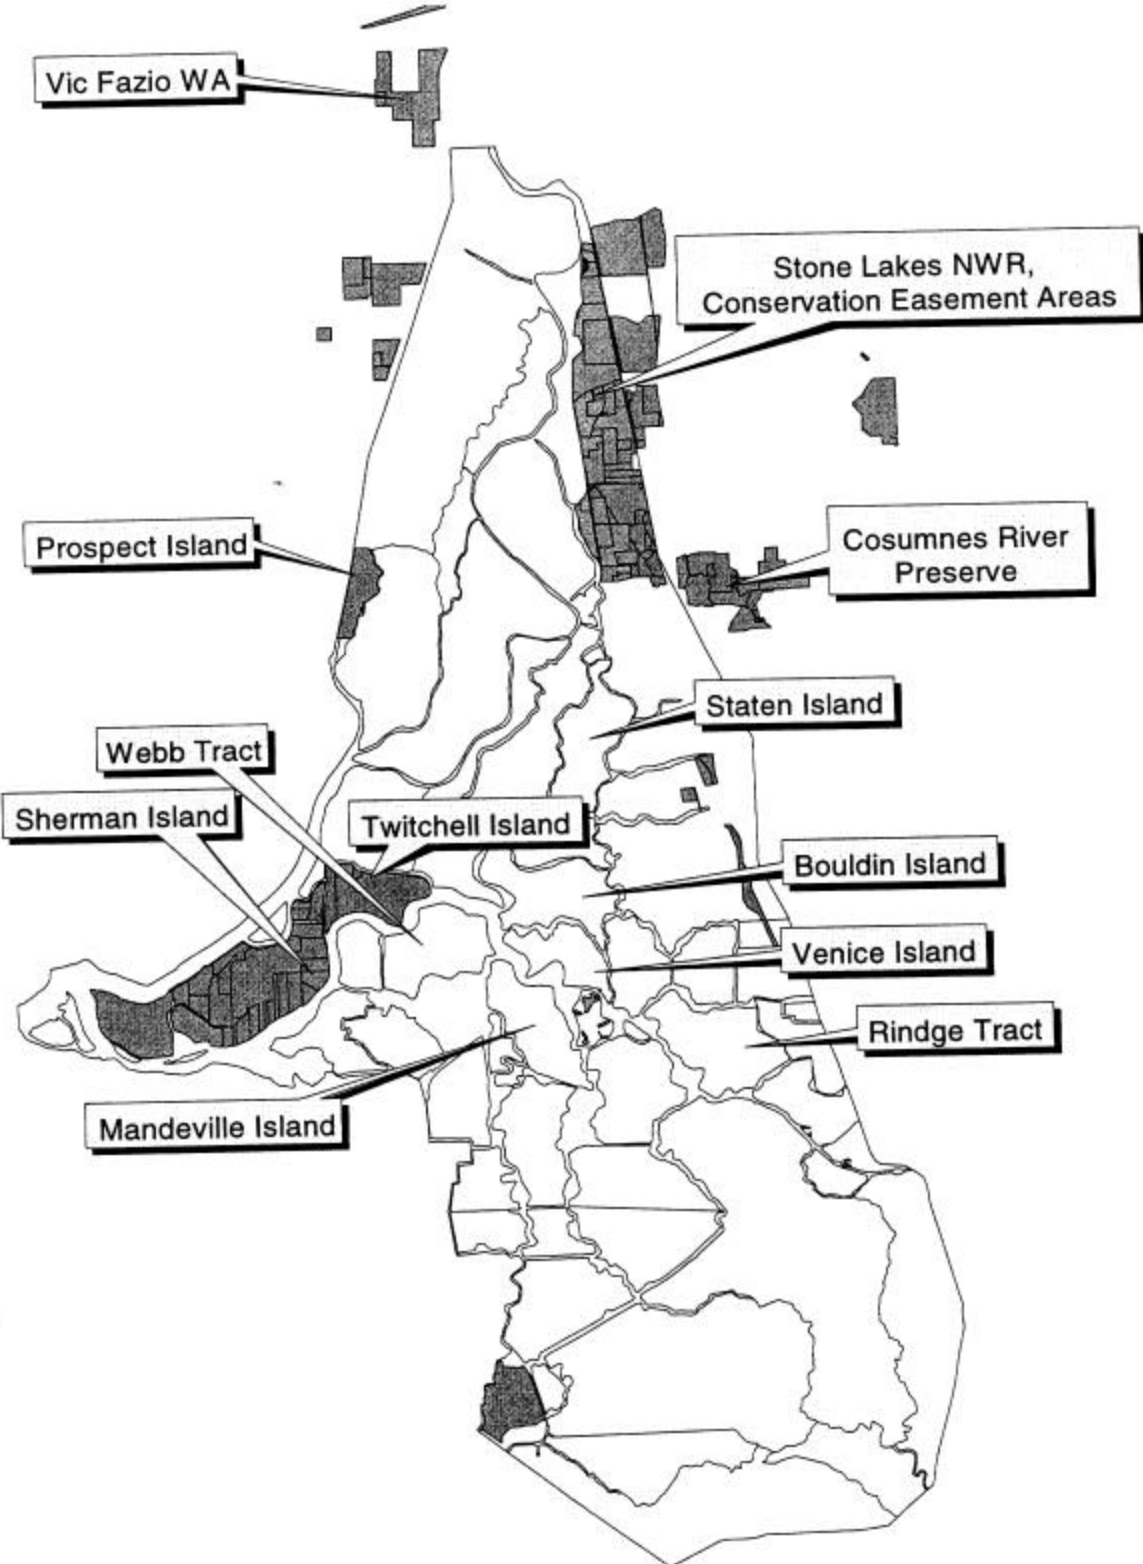 Vic Fazio WA
Stone Lakes NWR,
Conservation Easement Areas
Prospect Island
Cosumnes River
Preserve
Staten Island
Webb Tract
Sherman Island
Twitchell Island
Bouldin Island
Venice Island
Rindge Tract
Mandeville Island